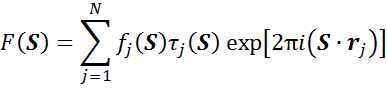 F(S) = ∑_{j=1}^{N} f_j(S)τ_j(S) exp[2πi(S · r_j)]